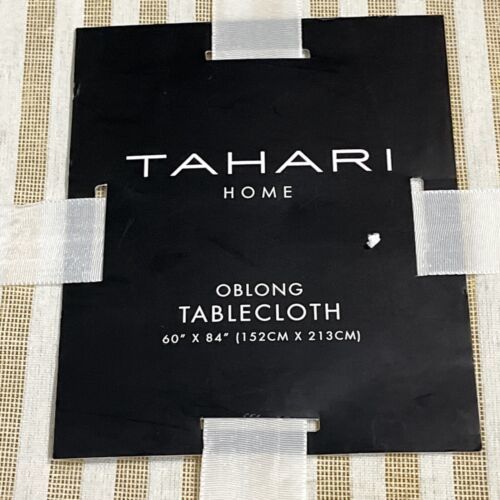 TAHARI
HOME
OBLONG
TABLECLOTH
60" X 84" (152CM X 213CM)